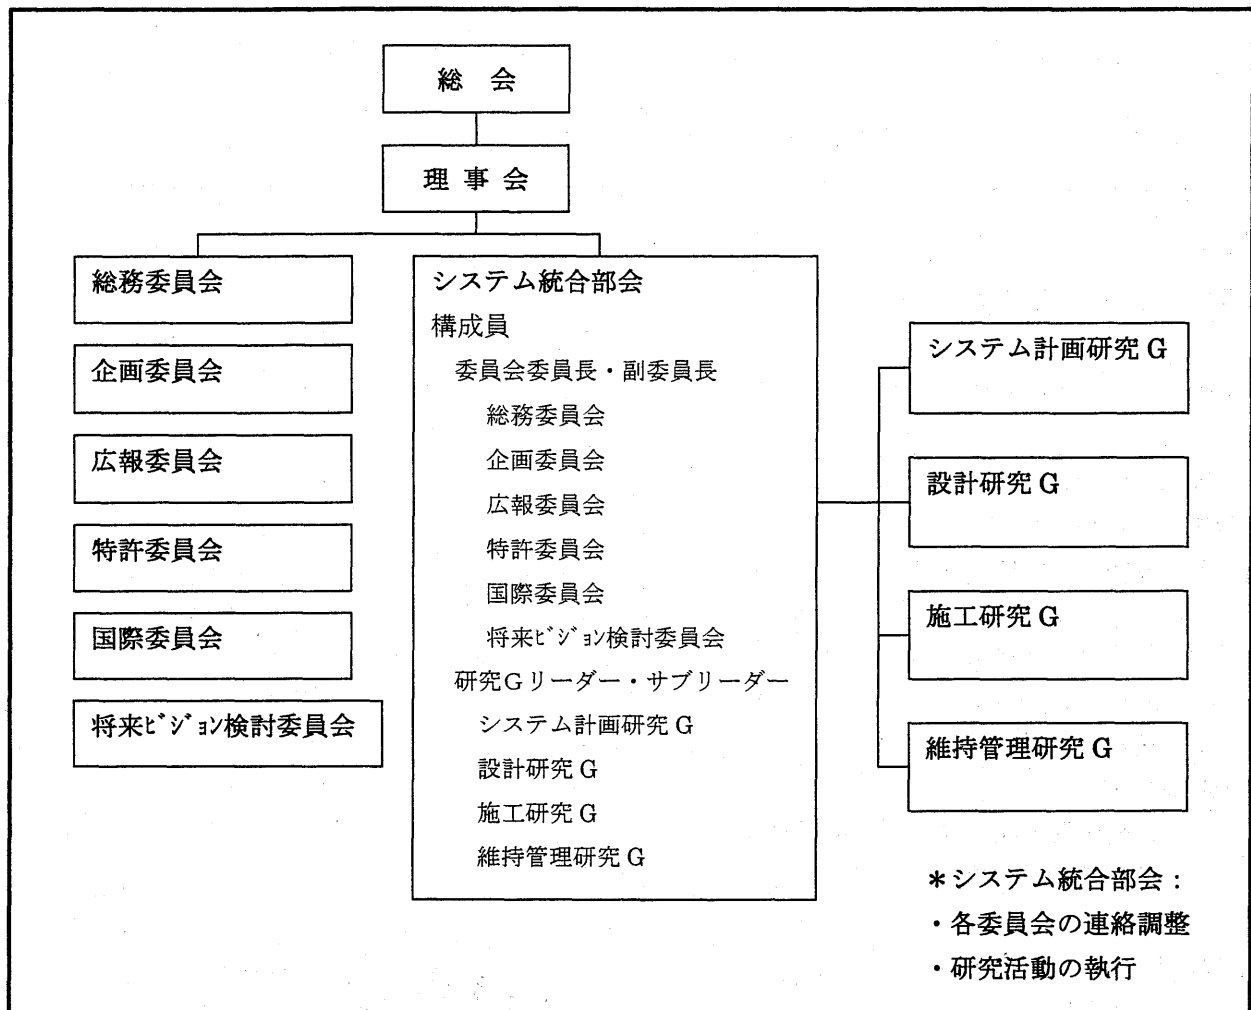 総 会
理 事 会
総務委員会
企画委員会
広報委員会
特許委員会
国際委員会
将来ﾋﾞｼﾞｮﾝ検討委員会
システム統合部会
構成員
委員会委員長・副委員長
総務委員会
企画委員会
広報委員会
特許委員会
国際委員会
将来ﾋﾞｼﾞｮﾝ検討委員会
研究Gリーダー・サブリーダー
システム計画研究 G
設計研究 G
施工研究 G
維持管理研究 G
システム計画研究 G
設計研究 G
施工研究 G
維持管理研究 G
＊システム統合部会：
・各委員会の連絡調整
・研究活動の執行